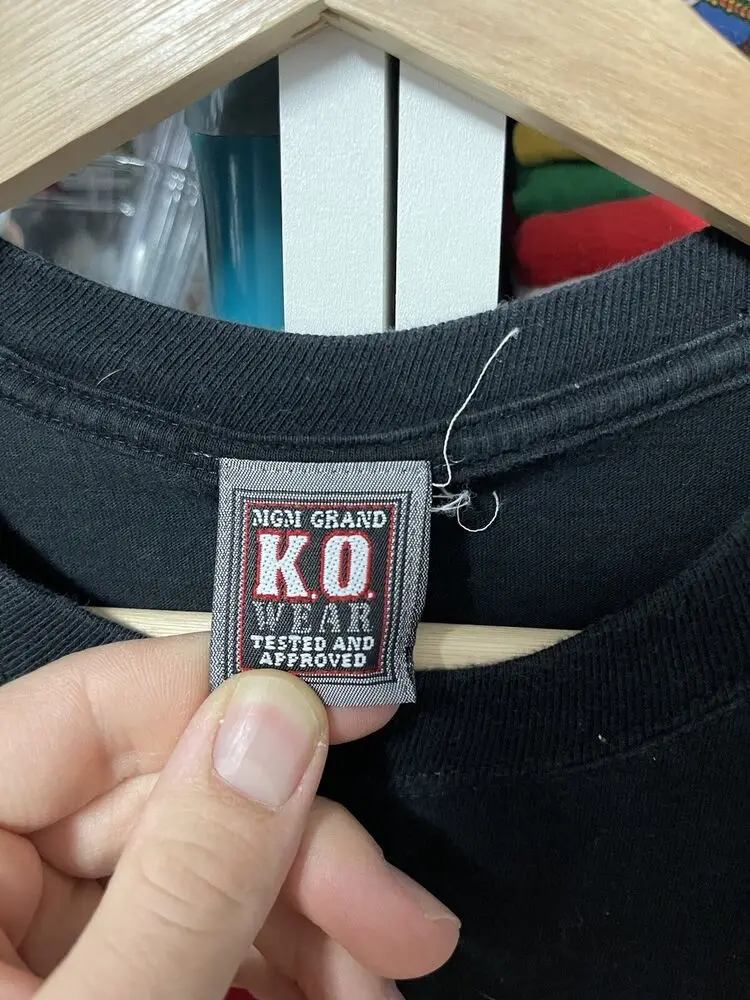 MGM GRAND
K.O.
WEAR
TESTED AND
APPROVED